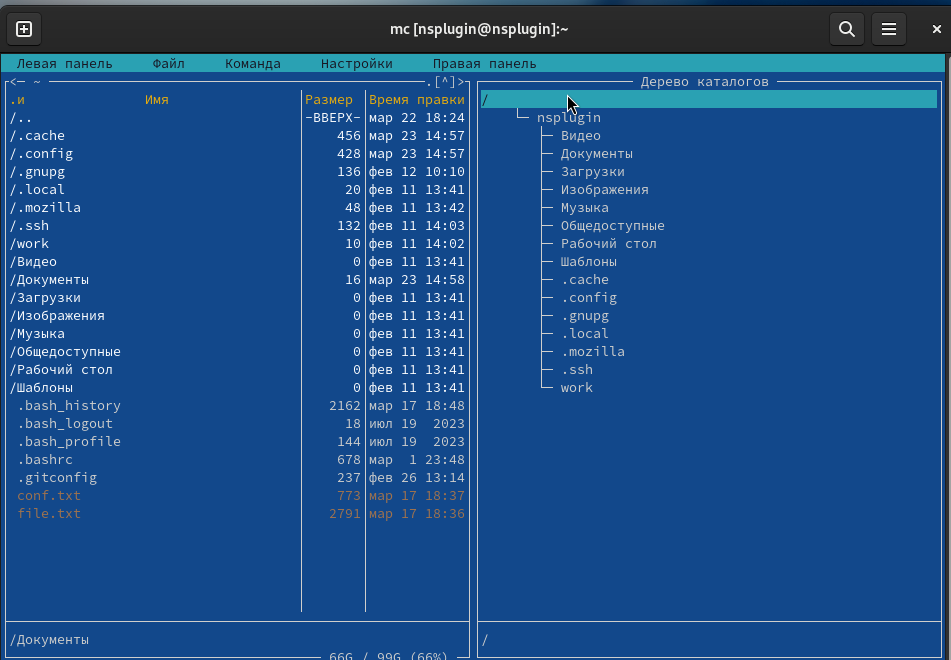 mc [nsplugin@nsplugin]:~
Левая панель Файл Команда Настройки Правая панель
<— ~ .[^]>
.и Имя Размер Время правки
/.. -ВВЕРХ- мар 22 18:24
/.cache 456 мар 23 14:57
/.config 428 мар 23 14:57
/.gnupg 136 фев 12 10:10
/.local 20 фев 11 13:41
/.mozilla 48 фев 11 13:42
/.ssh 132 фев 11 14:03
/work 10 фев 11 14:02
/Видео 0 фев 11 13:41
/Документы 16 мар 23 14:58
/Загрузки 0 фев 11 13:41
/Изображения 0 фев 11 13:41
/Музыка 0 фев 11 13:41
/Общедоступные 0 фев 11 13:41
/Рабочий стол 0 фев 11 13:41
/Шаблоны 0 фев 11 13:41
.bash_history 2162 мар 17 18:48
.bash_logout 18 июл 19 2023
.bash_profile 144 июл 19 2023
.bashrc 678 мар 1 23:48
.gitconfig 237 фев 26 13:14
conf.txt 773 мар 17 18:37
file.txt 2791 мар 17 18:36
/Документы
66G / 99G (66%)
Дерево каталогов
/
nsplugin
Видео
Документы
Загрузки
Изображения
Музыка
Общедоступные
Рабочий стол
Шаблоны
.cache
.config
.gnupg
.local
.mozilla
.ssh
work
/